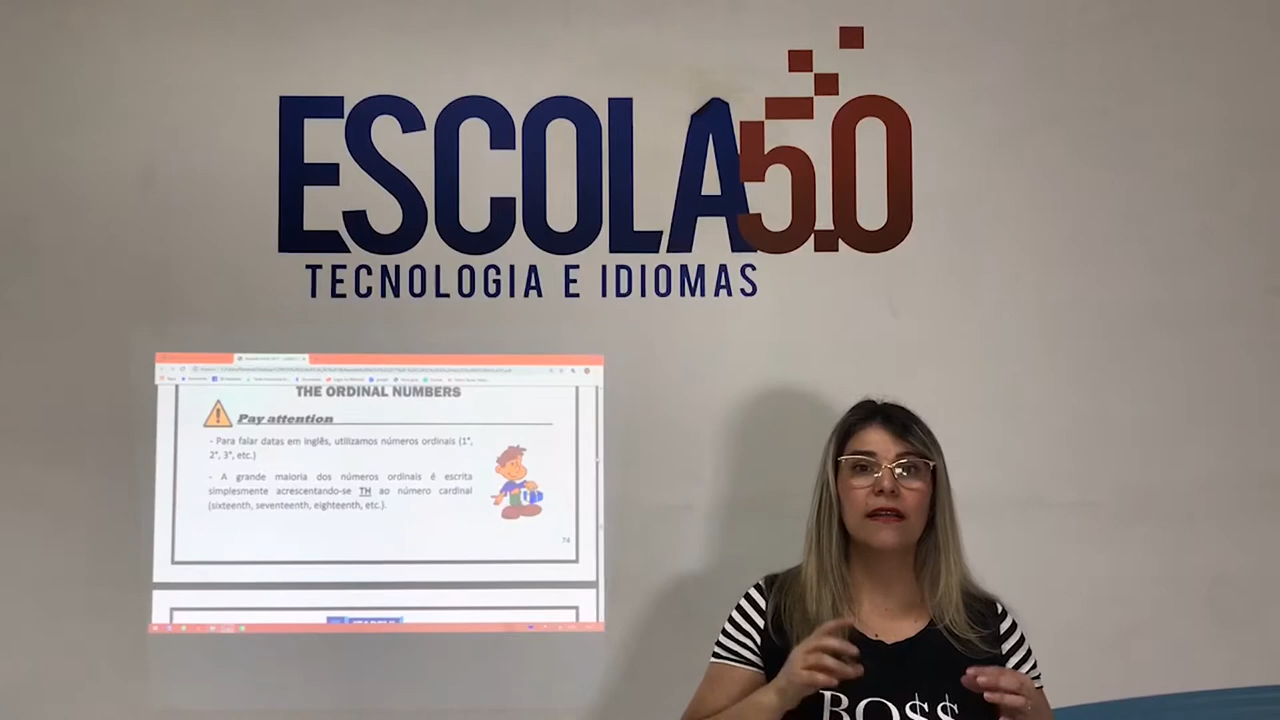 ESCOLA 5.0
TECNOLOGIA E IDIOMAS
THE ORDINAL NUMBERS
Pay attention
- Para falar datas em inglês, utilizamos números ordinais (1°,
2°, 3°, etc.)
- A grande maioria dos números ordinais é escrita
simplesmente acrescentando-se TH ao número cardinal
(sixteenth, seventeenth, eighteenth, etc.).
74
BO$$